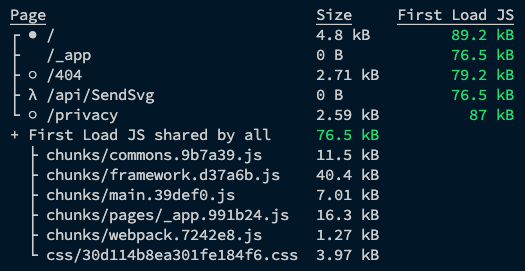 Page Size First Load JS
┌ ● / 4.8 kB 89.2 kB
├   /_app 0 B 76.5 kB
├ ○ /404 2.71 kB 79.2 kB
├ λ /api/SendSvg 0 B 76.5 kB
└ ○ /privacy 2.59 kB 87 kB
+ First Load JS shared by all 76.5 kB
├ chunks/commons.9b7a39.js 11.5 kB
├ chunks/framework.d37a6b.js 40.4 kB
├ chunks/main.39def0.js 7.01 kB
├ chunks/pages/_app.991b24.js 16.3 kB
├ chunks/webpack.7242e8.js 1.27 kB
└ css/30d114b8ea301fe184f6.css 3.97 kB